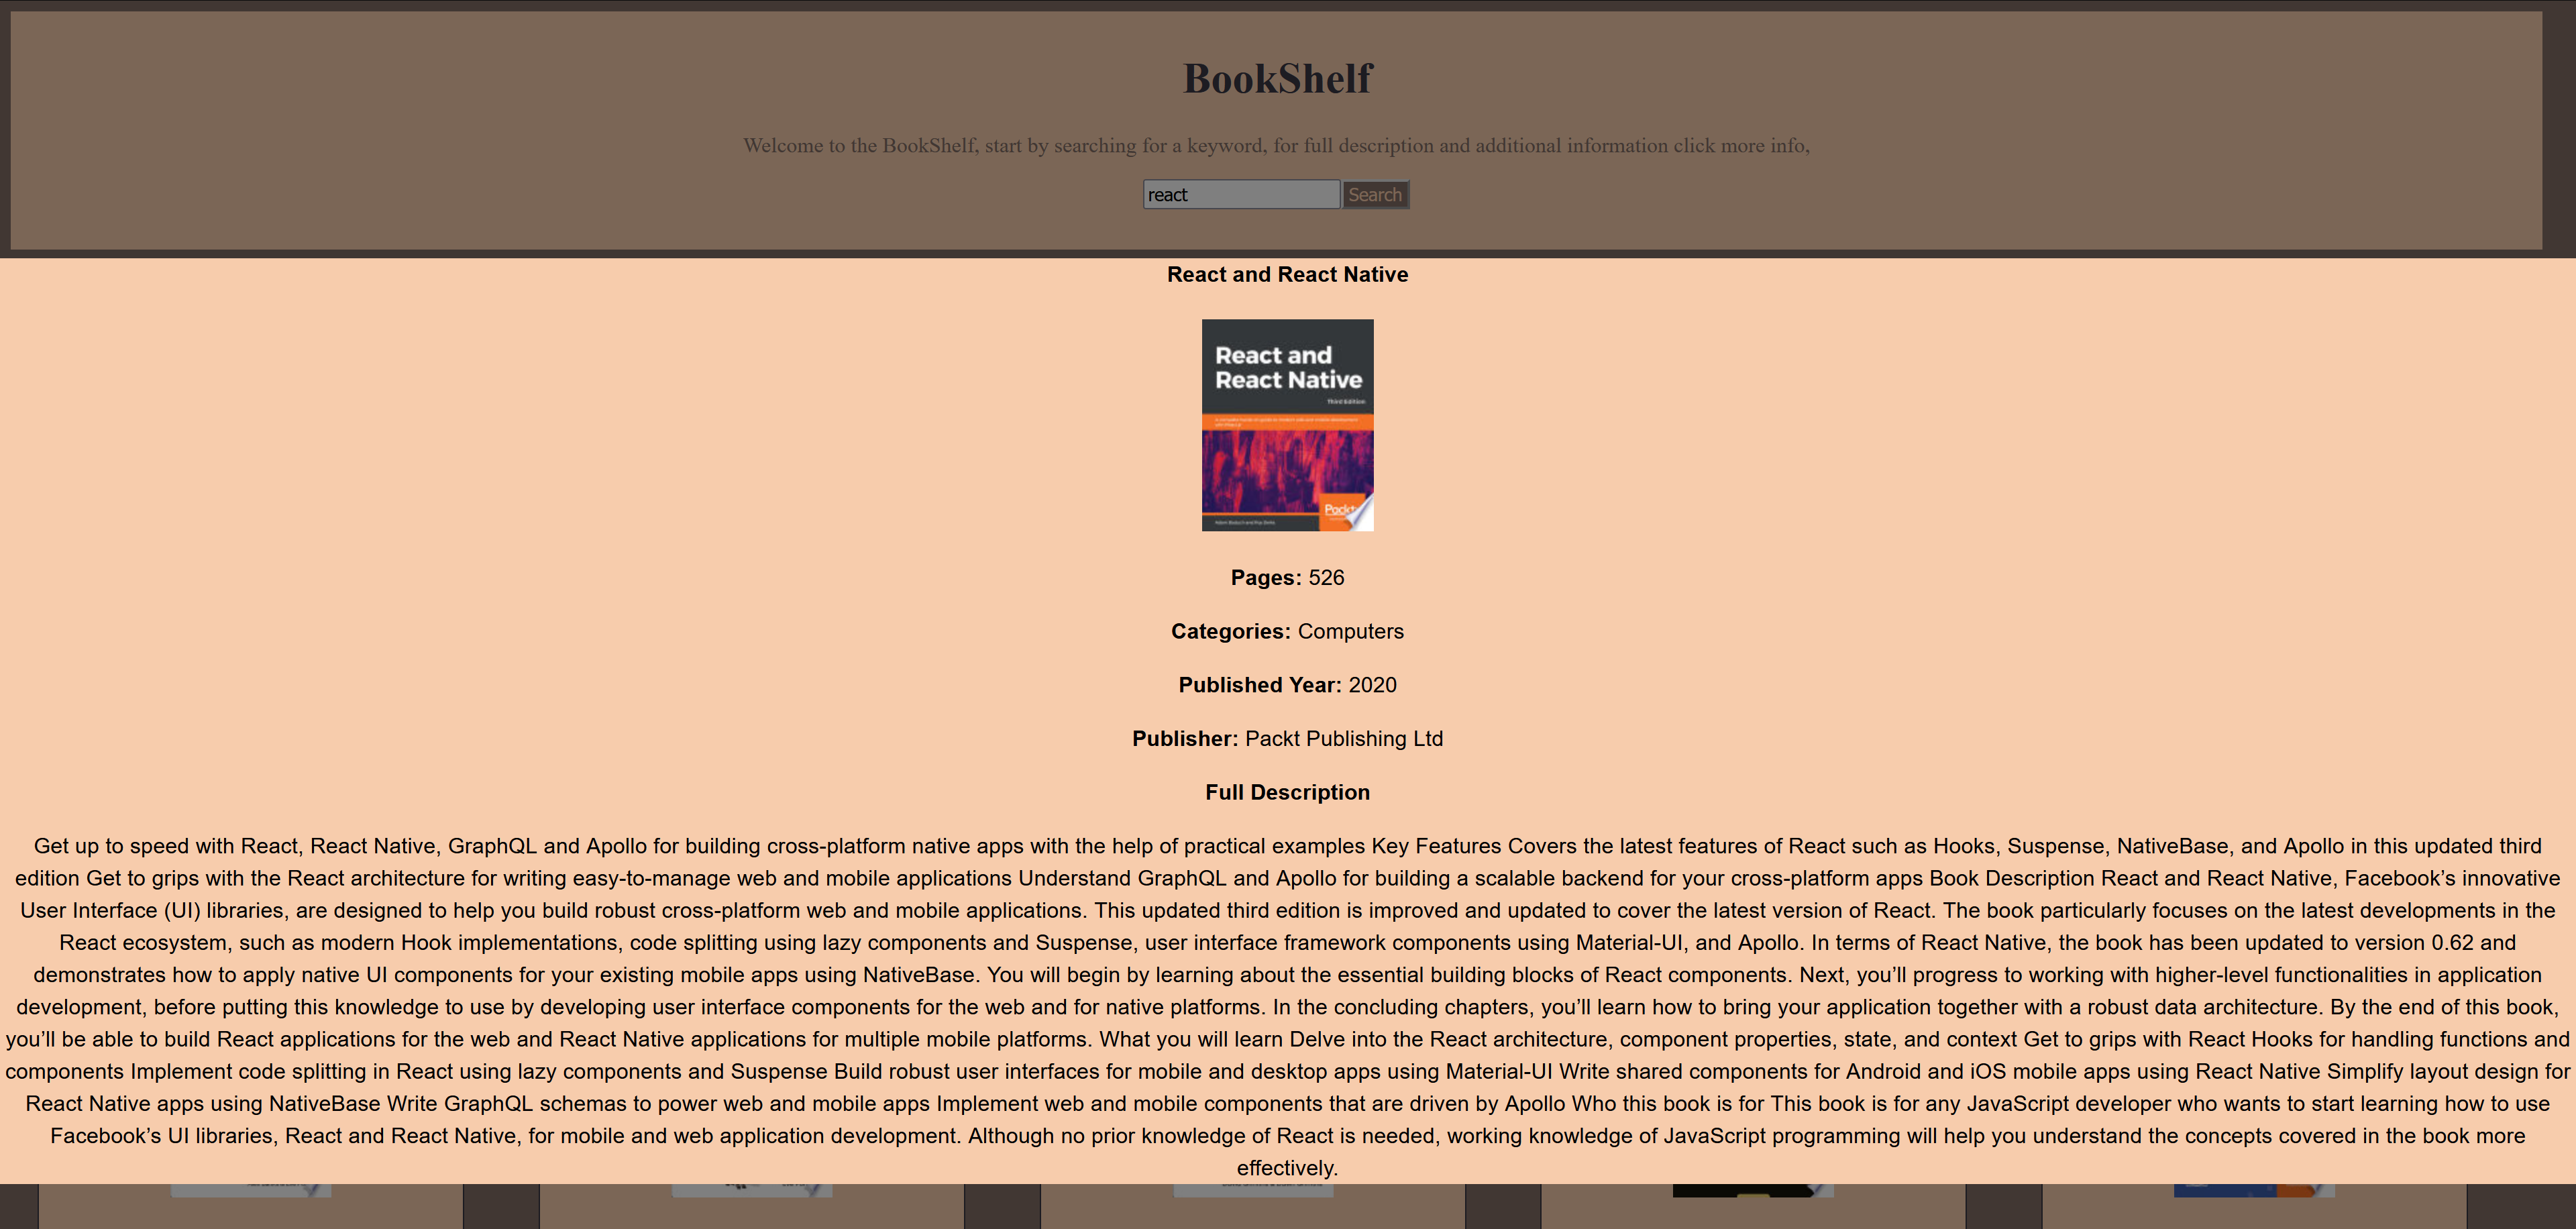 BookShelf
Welcome to the BookShelf, start by searching for a keyword, for full description and additional information click more info,
react Search
React and React Native
React and
React Native
Third Edition
Packt
Pages: 526
Categories: Computers
Published Year: 2020
Publisher: Packt Publishing Ltd
Full Description
Get up to speed with React, React Native, GraphQL and Apollo for building cross-platform native apps with the help of practical examples Key Features Covers the latest features of React such as Hooks, Suspense, NativeBase, and Apollo in this updated third
edition Get to grips with the React architecture for writing easy-to-manage web and mobile applications Understand GraphQL and Apollo for building a scalable backend for your cross-platform apps Book Description React and React Native, Facebook’s innovative
User Interface (UI) libraries, are designed to help you build robust cross-platform web and mobile applications. This updated third edition is improved and updated to cover the latest version of React. The book particularly focuses on the latest developments in the
React ecosystem, such as modern Hook implementations, code splitting using lazy components and Suspense, user interface framework components using Material-UI, and Apollo. In terms of React Native, the book has been updated to version 0.62 and
demonstrates how to apply native UI components for your existing mobile apps using NativeBase. You will begin by learning about the essential building blocks of React components. Next, you’ll progress to working with higher-level functionalities in application
development, before putting this knowledge to use by developing user interface components for the web and for native platforms. In the concluding chapters, you’ll learn how to bring your application together with a robust data architecture. By the end of this book,
you’ll be able to build React applications for the web and React Native applications for multiple mobile platforms. What you will learn Delve into the React architecture, component properties, state, and context Get to grips with React Hooks for handling functions and
components Implement code splitting in React using lazy components and Suspense Build robust user interfaces for mobile and desktop apps using Material-UI Write shared components for Android and iOS mobile apps using React Native Simplify layout design for
React Native apps using NativeBase Write GraphQL schemas to power web and mobile apps Implement web and mobile components that are driven by Apollo Who this book is for This book is for any JavaScript developer who wants to start learning how to use
Facebook’s UI libraries, React and React Native, for mobile and web application development. Although no prior knowledge of React is needed, working knowledge of JavaScript programming will help you understand the concepts covered in the book more
effectively.